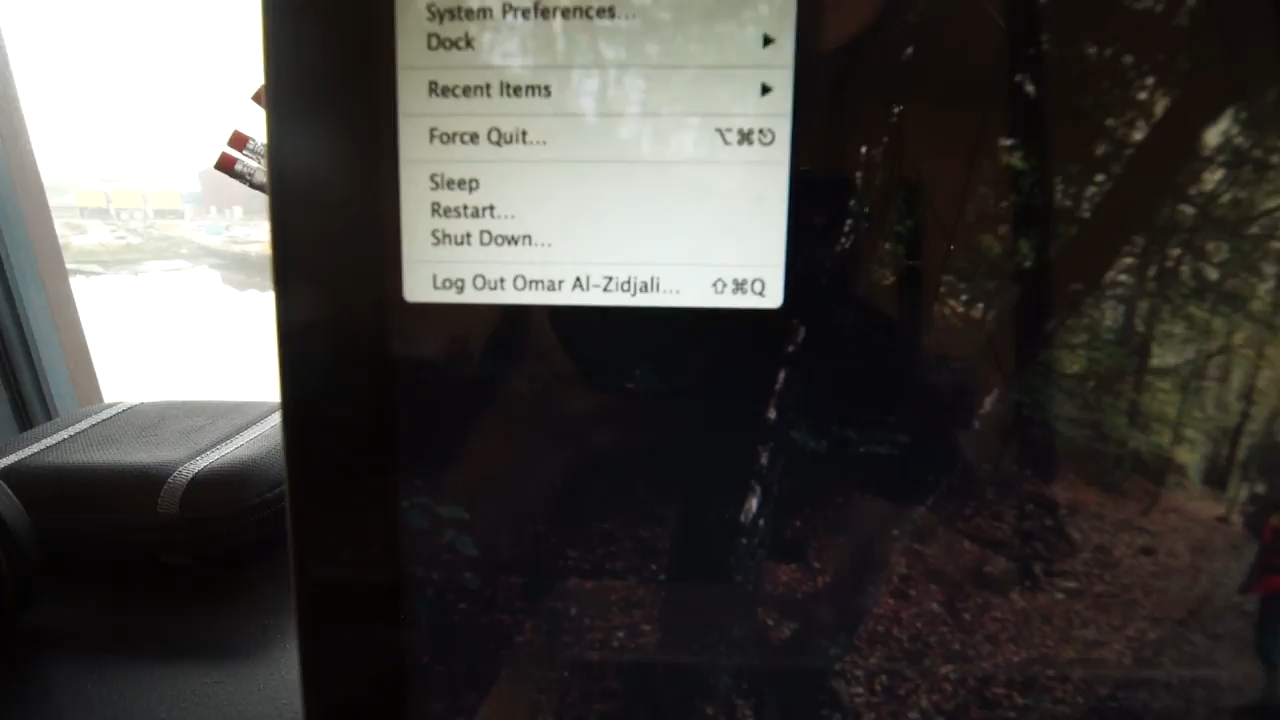 System Preferences...
Dock ▶
Recent Items ▶
Force Quit... ⌥⌘⎋
Sleep
Restart...
Shut Down...
Log Out Omar Al-Zidjali... ⇧⌘Q